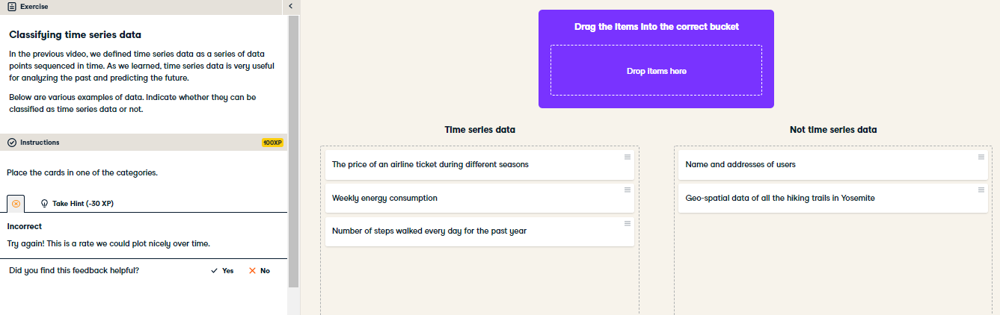 Exercise
Classifying time series data
In the previous video, we defined time series data as a series of data
points sequenced in time. As we learned, time series data is very useful
for analyzing the past and predicting the future.
Below are various examples of data. Indicate whether they can be
classified as time series data or not.
Instructions
100XP
Place the cards in one of the categories.
Take Hint (-30 XP)
Incorrect
Try again! This is a rate we could plot nicely over time.
Did you find this feedback helpful?
Yes
No
Drag the items into the correct bucket
Drop items here
Time series data
The price of an airline ticket during different seasons
Weekly energy consumption
Number of steps walked every day for the past year
Not time series data
Name and addresses of users
Geo-spatial data of all the hiking trails in Yosemite